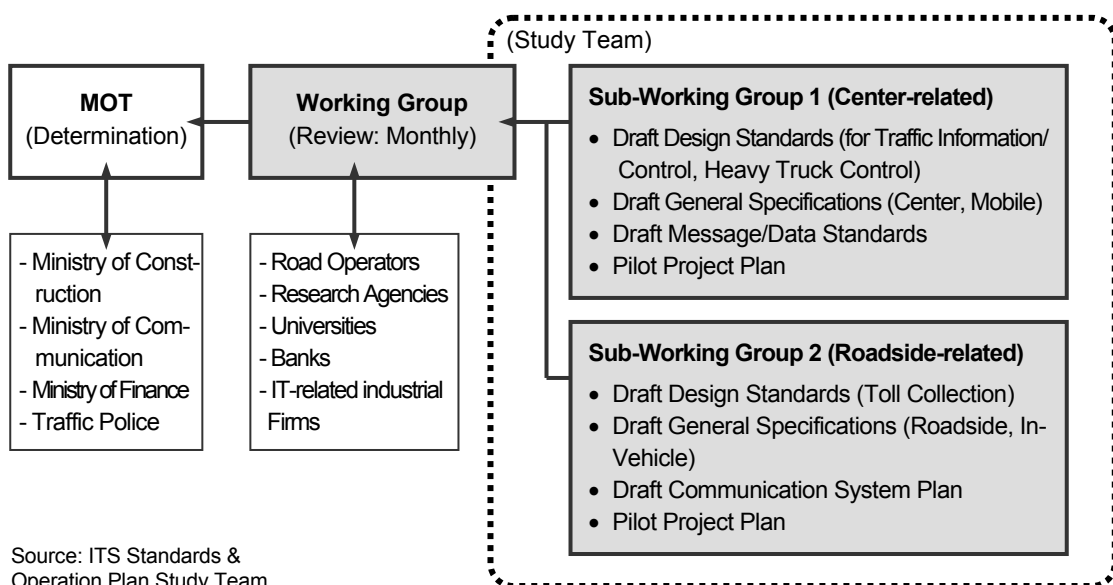 (Study Team)
MOT
(Determination)
Working Group
(Review: Monthly)
Sub-Working Group 1 (Center-related)
• Draft Design Standards (for Traffic Information/
Control, Heavy Truck Control)
• Draft General Specifications (Center, Mobile)
• Draft Message/Data Standards
• Pilot Project Plan
- Ministry of Const-
ruction
- Ministry of Com-
munication
- Ministry of Finance
- Traffic Police
- Road Operators
- Research Agencies
- Universities
- Banks
- IT-related industrial
Firms
Sub-Working Group 2 (Roadside-related)
• Draft Design Standards (Toll Collection)
• Draft General Specifications (Roadside, In-
Vehicle)
• Draft Communication System Plan
• Pilot Project Plan
Source: ITS Standards &
Operation Plan Study Team